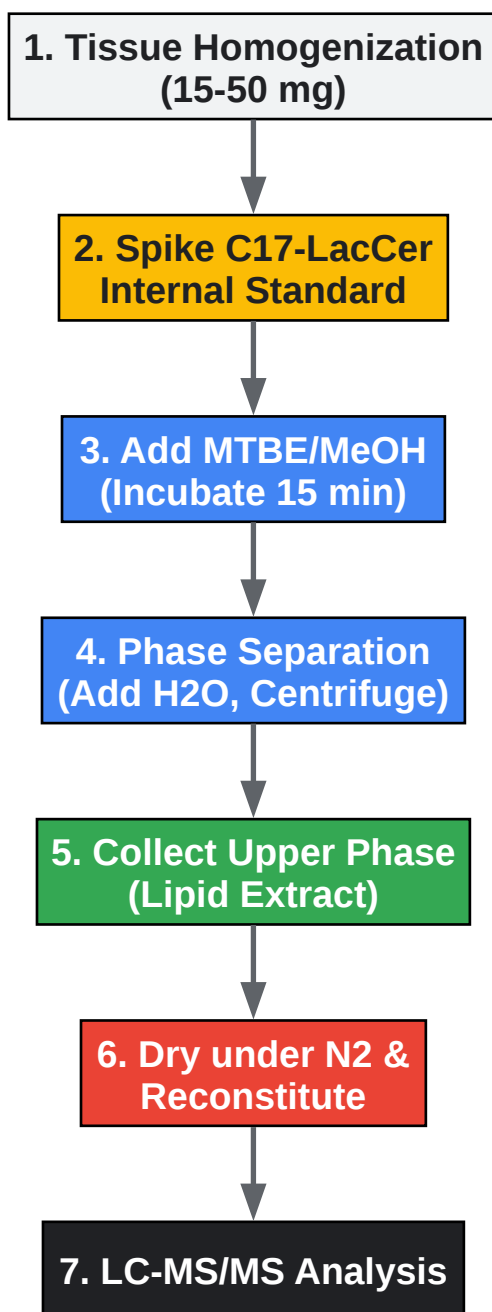 1. Tissue Homogenization
(15-50 mg)
2. Spike C17-LacCer
Internal Standard
3. Add MTBE/MeOH
(Incubate 15 min)
4. Phase Separation
(Add H2O, Centrifuge)
5. Collect Upper Phase
(Lipid Extract)
6. Dry under N2 &
Reconstitute
7. LC-MS/MS Analysis